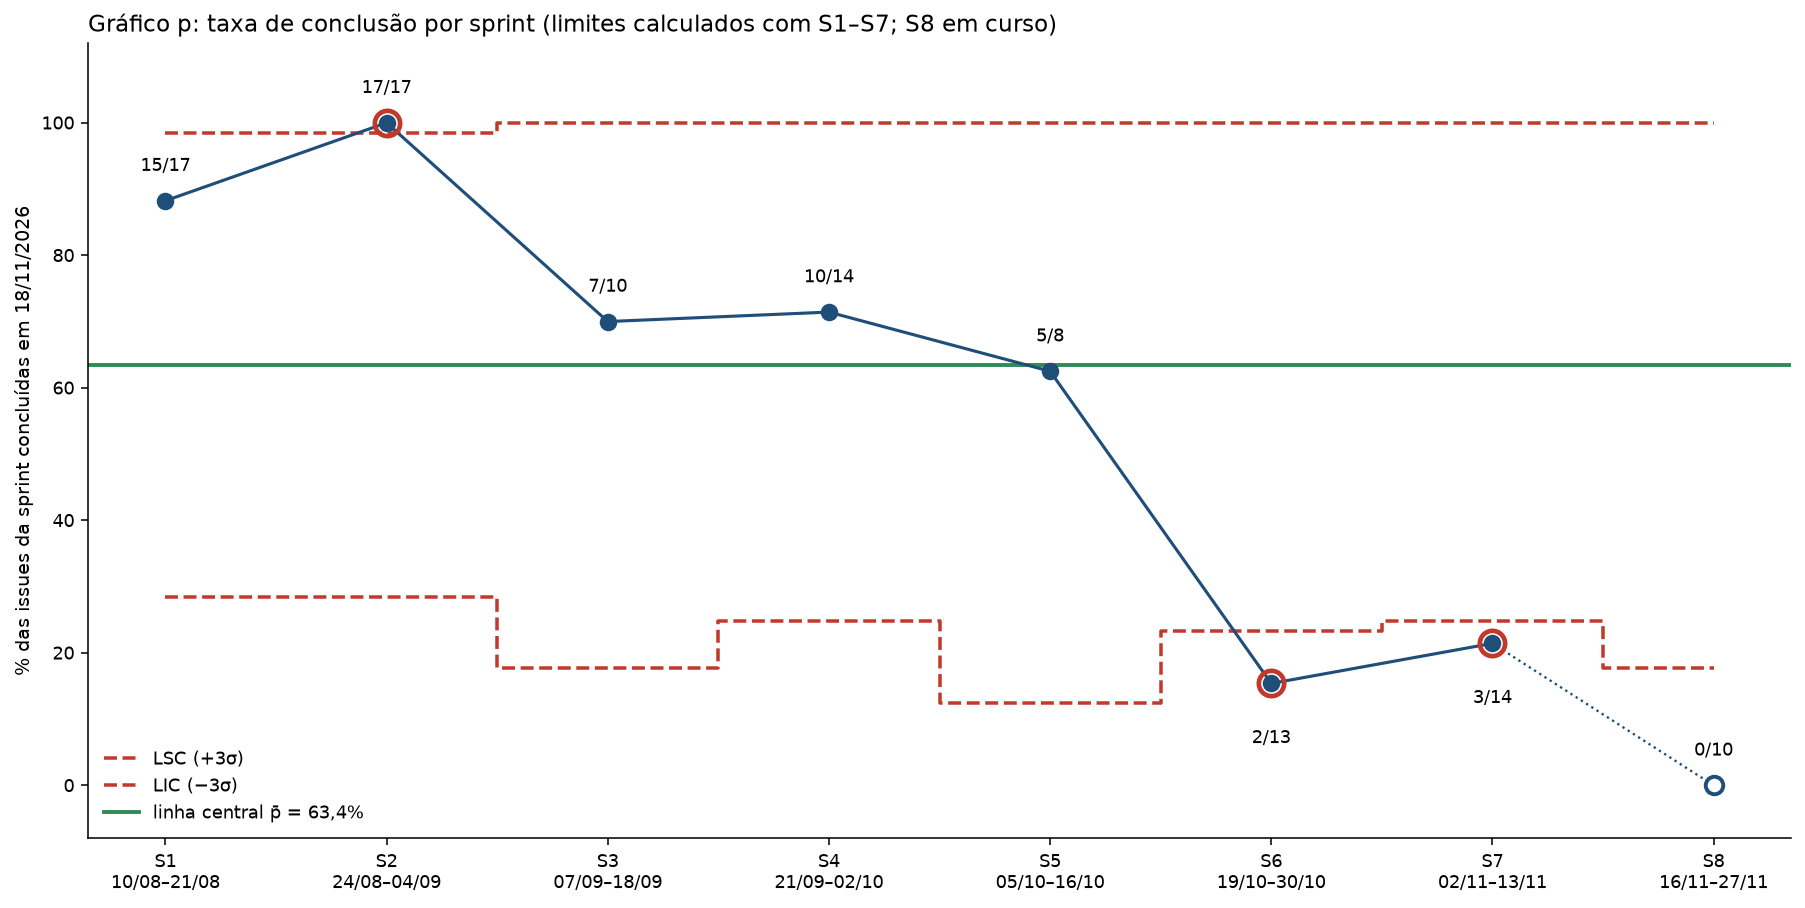 Gráfico p: taxa de conclusão por sprint (limites calculados com S1–S7; S8 em curso)
% das issues da sprint concluídas em 18/11/2026
100
80
60
40
20
0
15/17
17/17
7/10
10/14
5/8
2/13
3/14
0/10
LSC (+3σ)
LIC (−3σ)
linha central p̄ = 63,4%
S1
10/08–21/08
S2
24/08–04/09
S3
07/09–18/09
S4
21/09–02/10
S5
05/10–16/10
S6
19/10–30/10
S7
02/11–13/11
S8
16/11–27/11